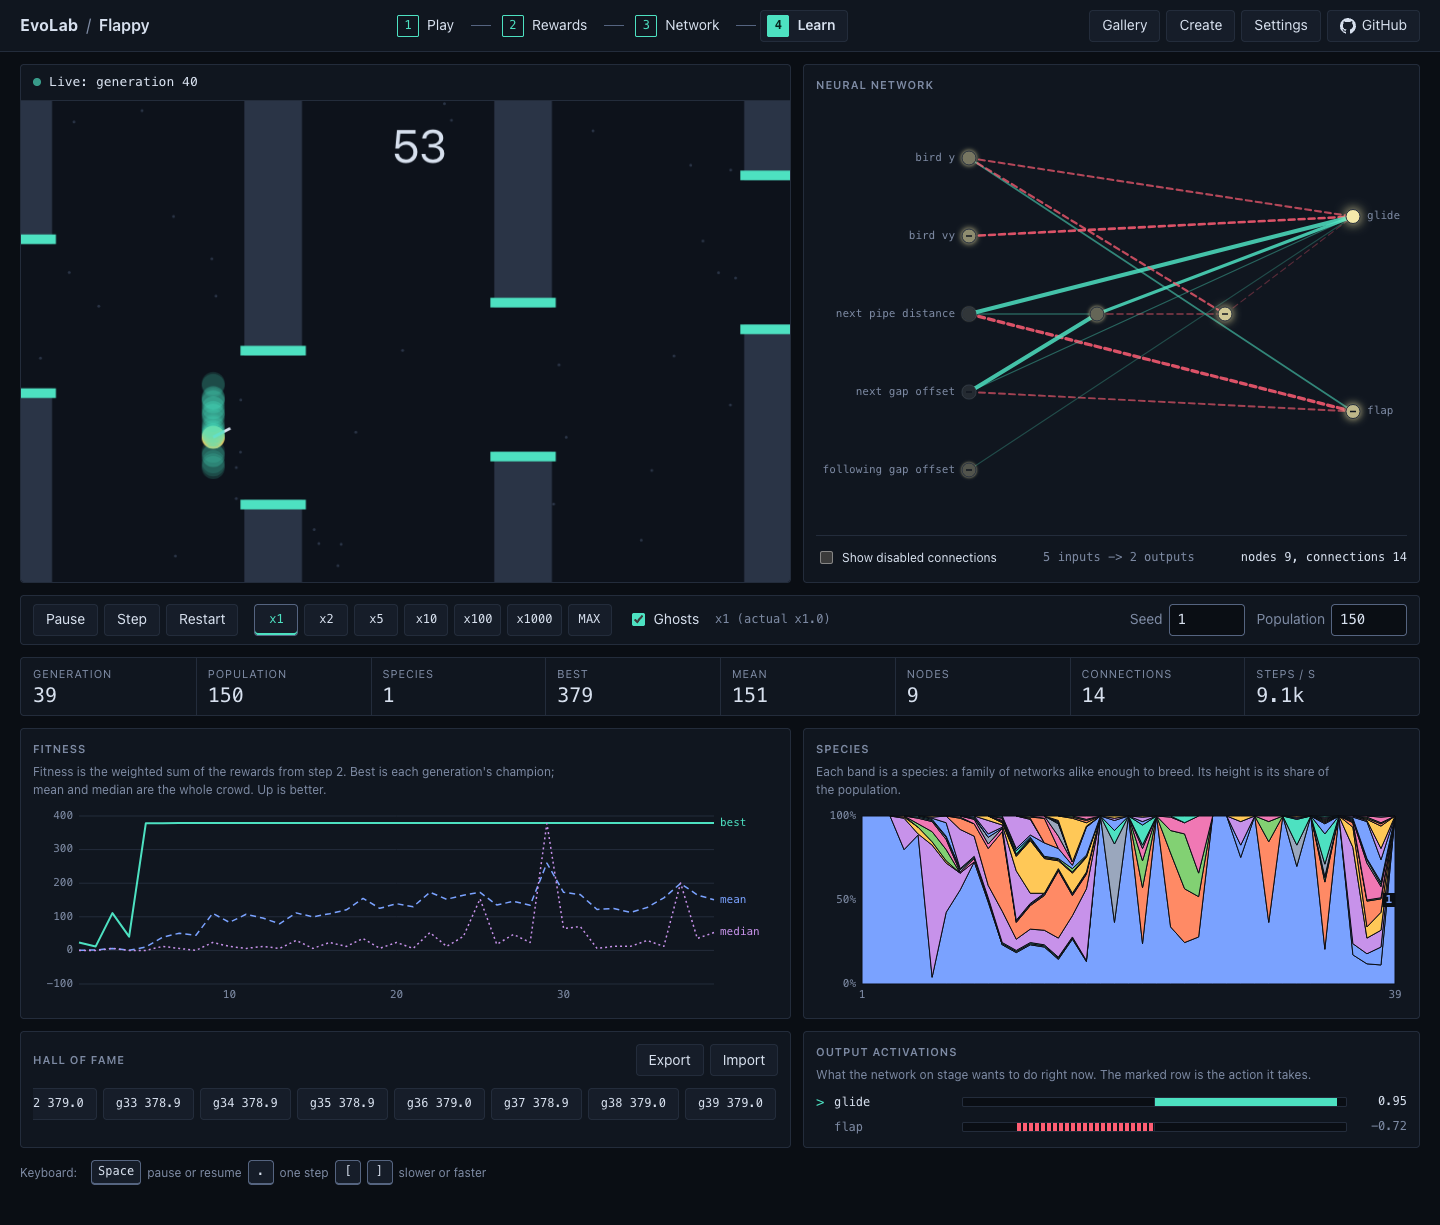 EvoLab / Flappy
1 Play
2 Rewards
3 Network
4 Learn
Gallery
Create
Settings
GitHub
Live: generation 40
53
NEURAL NETWORK
bird y
bird vy
next pipe distance
next gap offset
following gap offset
glide
flap
Show disabled connections
5 inputs -> 2 outputs
nodes 9, connections 14
Pause
Step
Restart
x1
x2
x5
x10
x100
x1000
MAX
Ghosts
x1 (actual x1.0)
Seed 1
Population 150
GENERATION
39
POPULATION
150
SPECIES
1
BEST
379
MEAN
151
NODES
9
CONNECTIONS
14
STEPS / S
9.1k
FITNESS
Fitness is the weighted sum of the rewards from step 2. Best is each generation's champion;
mean and median are the whole crowd. Up is better.
400
300
200
100
0
−100
10
20
30
best
mean
median
SPECIES
Each band is a species: a family of networks alike enough to breed. Its height is its share of
the population.
100%
50%
0%
1
39
1
HALL OF FAME
Export
Import
2 379.0
g33 378.9
g34 378.9
g35 378.9
g36 379.0
g37 378.9
g38 379.0
g39 379.0
OUTPUT ACTIVATIONS
What the network on stage wants to do right now. The marked row is the action it takes.
> glide 0.95
flap −0.72
Keyboard: Space pause or resume . one step [ ] slower or faster